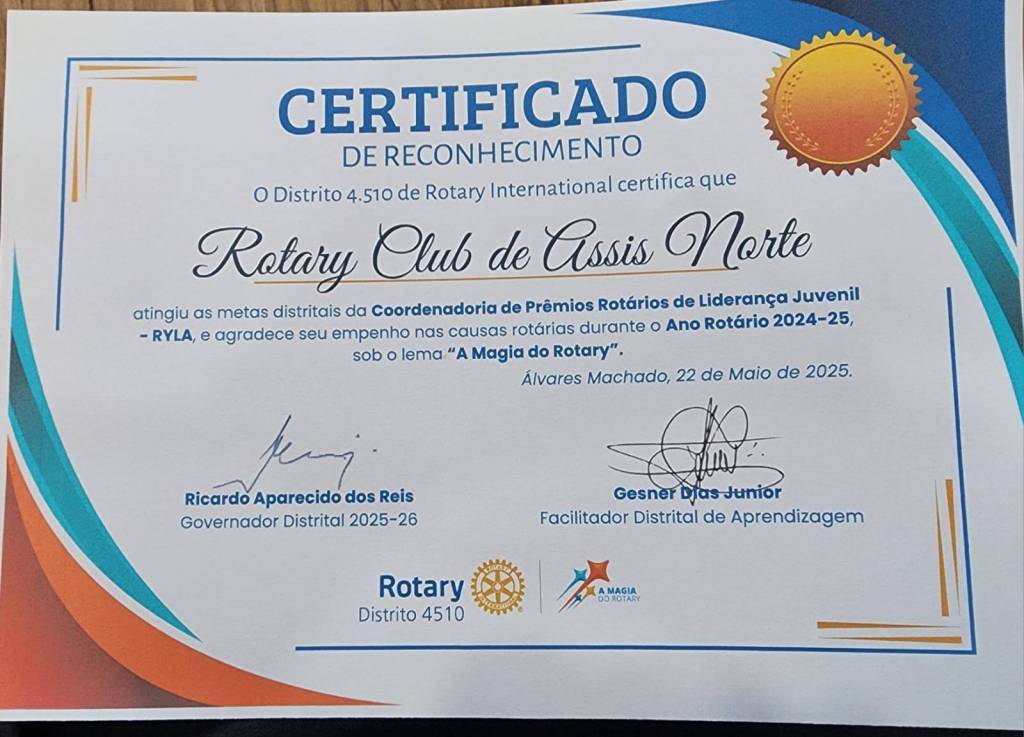 CERTIFICADO
DE RECONHECIMENTO
O Distrito 4.510 de Rotary International certifica que
Rotary Club de Assis Norte
atingiu as metas distritais da Coordenadoria de Prêmios Rotários de Liderança Juvenil
- RYLA, e agradece seu empenho nas causas rotárias durante o Ano Rotário 2024-25,
sob o lema “A Magia do Rotary”.
Álvares Machado, 22 de Maio de 2025.
Ricardo Aparecido dos Reis
Governador Distrital 2025-26
Gesner Dias Junior
Facilitador Distrital de Aprendizagem
Rotary
Distrito 4510
ROTARY
INTERNATIONAL
A MAGIA
DO ROTARY